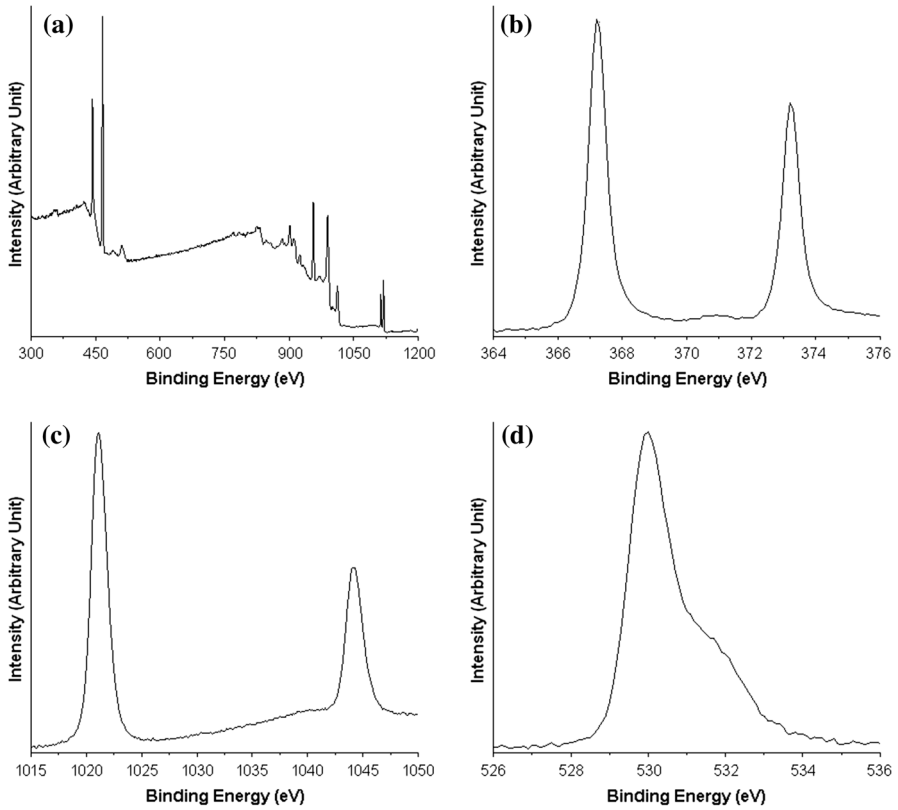 (a)
Intensity (Arbitrary Unit)
300 450 600 750 900 1050 1200
Binding Energy (eV)
(b)
Intensity (Arbitrary Unit)
364 366 368 370 372 374 376
Binding Energy (eV)
(c)
Intensity (Arbitrary Unit)
1015 1020 1025 1030 1035 1040 1045 1050
Binding Energy (eV)
(d)
Intensity (Arbitrary Unit)
526 528 530 532 534 536
Binding Energy (eV)